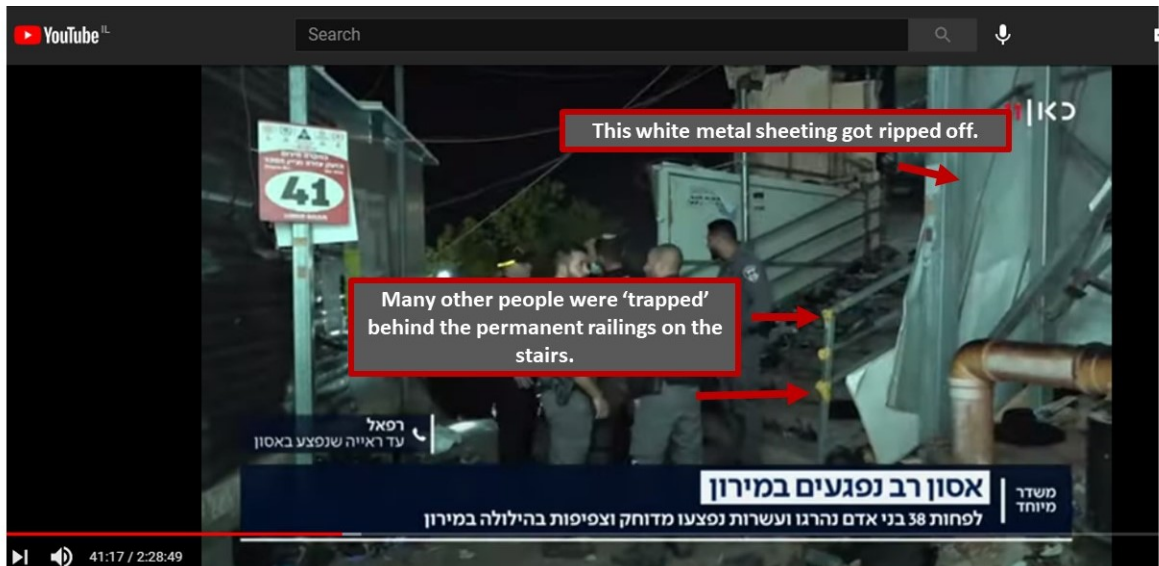 YouTube IL
Search
כאן 11
This white metal sheeting got ripped off.
41
Many other people were ‘trapped’
behind the permanent railings on the
stairs.
רפאל
עד ראייה שנפצע באסון
משדר
מיוחד
אסון רב נפגעים במירון
לפחות 38 בני אדם נהרגו ועשרות נפצעו מדוחק וצפיפות בהילולה במירון
41:17 / 2:28:49